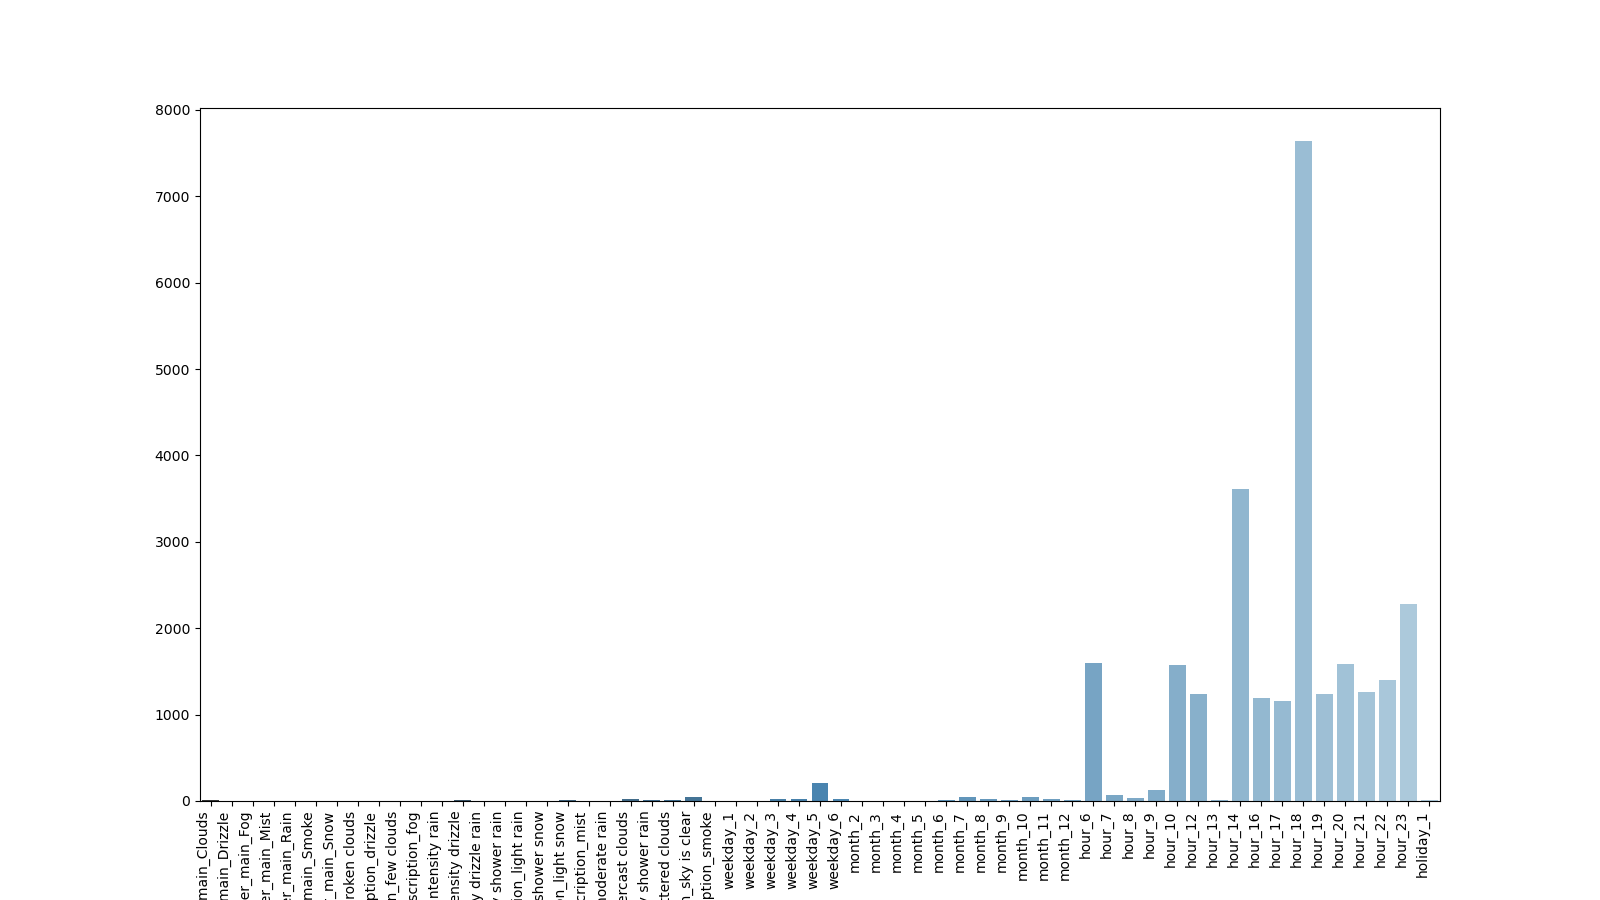 8000
7000
6000
5000
4000
3000
2000
1000
0
main_Clouds
main_Drizzle
er_main_Fog
er_main_Mist
er_main_Rain
main_Smoke
_main_Snow
roken clouds
ption_drizzle
n_few clouds
scription_fog
ntensity rain
ensity drizzle
y drizzle rain
y shower rain
ion_light rain
shower snow
on_light snow
cription_mist
noderate rain
ercast clouds
y shower rain
ttered clouds
n_sky is clear
ption_smoke
weekday_1
weekday_2
weekday_3
weekday_4
weekday_5
weekday_6
month_2
month_3
month_4
month_5
month_6
month_7
month_8
month_9
month_10
month_11
month_12
hour_6
hour_7
hour_8
hour_9
hour_10
hour_12
hour_13
hour_14
hour_16
hour_17
hour_18
hour_19
hour_20
hour_21
hour_22
hour_23
holiday_1